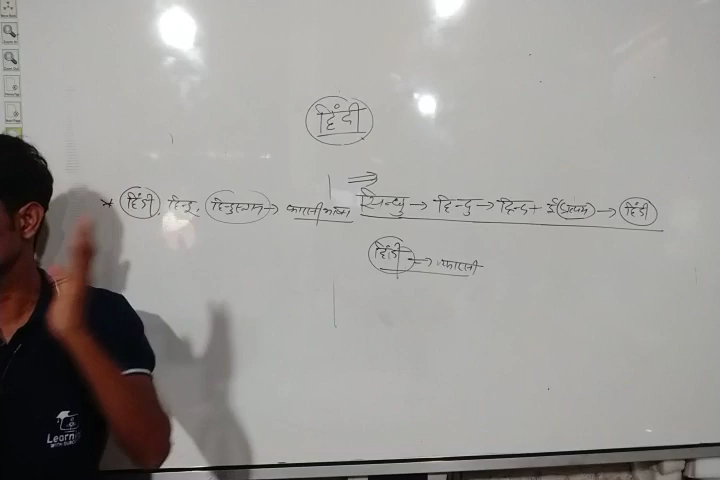 हिंदी
* हिंदी, हिन्दू, हिन्दुस्तान → फारसी भाषा सिन्धु → हिन्दु → हिन्द + ई (प्रत्यय) → हिंदी
हिंदी → फारसी
Learn